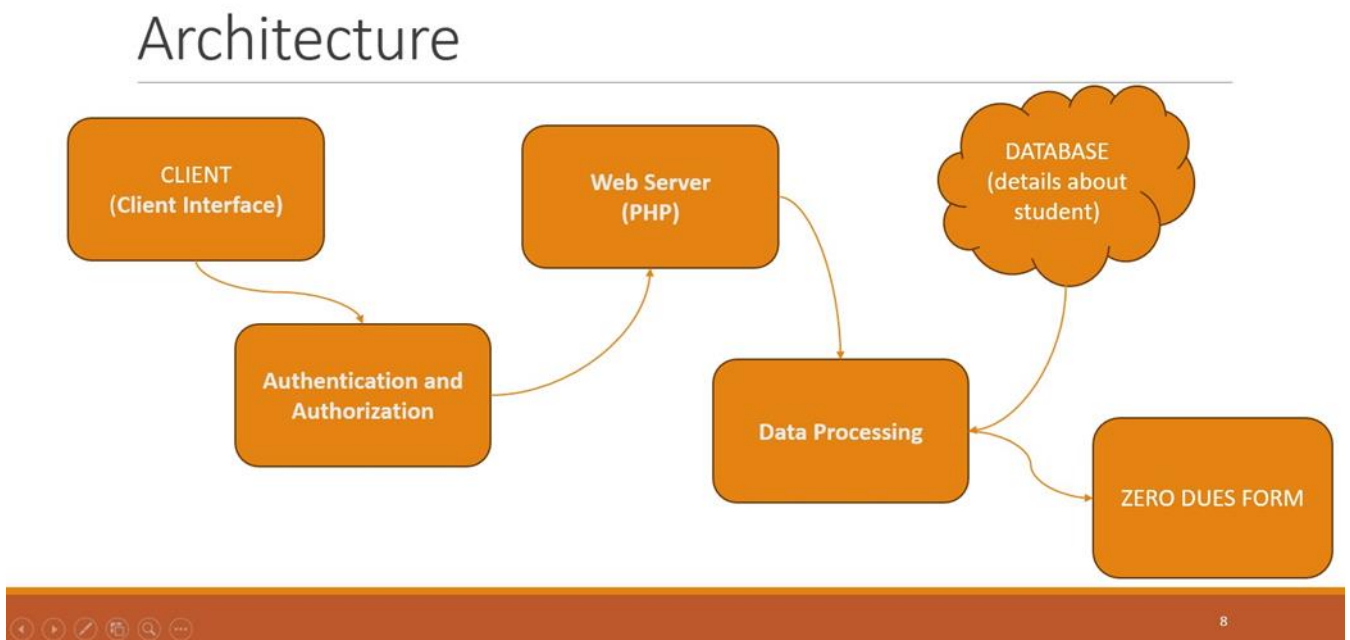 Architecture
CLIENT
(Client Interface)
Authentication and
Authorization
Web Server
(PHP)
Data Processing
DATABASE
(details about
student)
ZERO DUES FORM
8